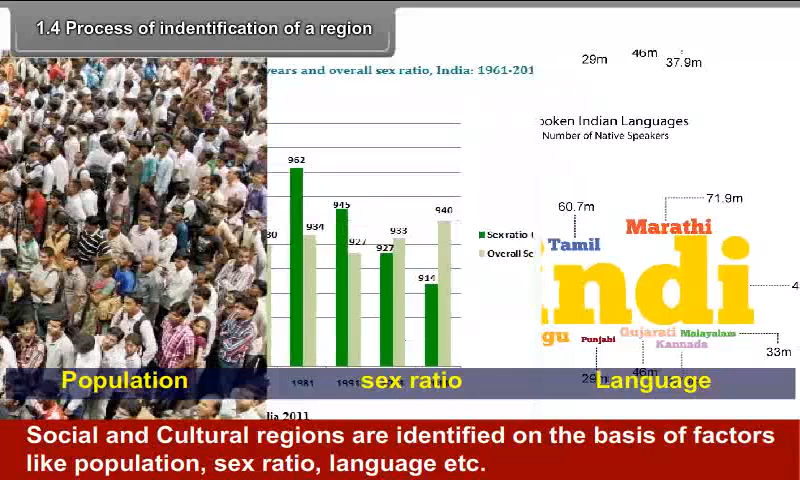 1.4 Process of indentification of a region
29m
46m
37.9m
years and overall sex ratio, India: 1961-201
poken Indian Languages
Number of Native Speakers
962
945
934
927
927
933
914
940
30
Sex ratio
Overall Se
60.7m
71.9m
Marathi
Tamil
indi
4
gu
Punjabi
Gujarati
Malayalam
Kannada
33m
29m
46m
1981
1991
Population
sex ratio
Language
dia 2011
Social and Cultural regions are identified on the basis of factors
like population, sex ratio, language etc.